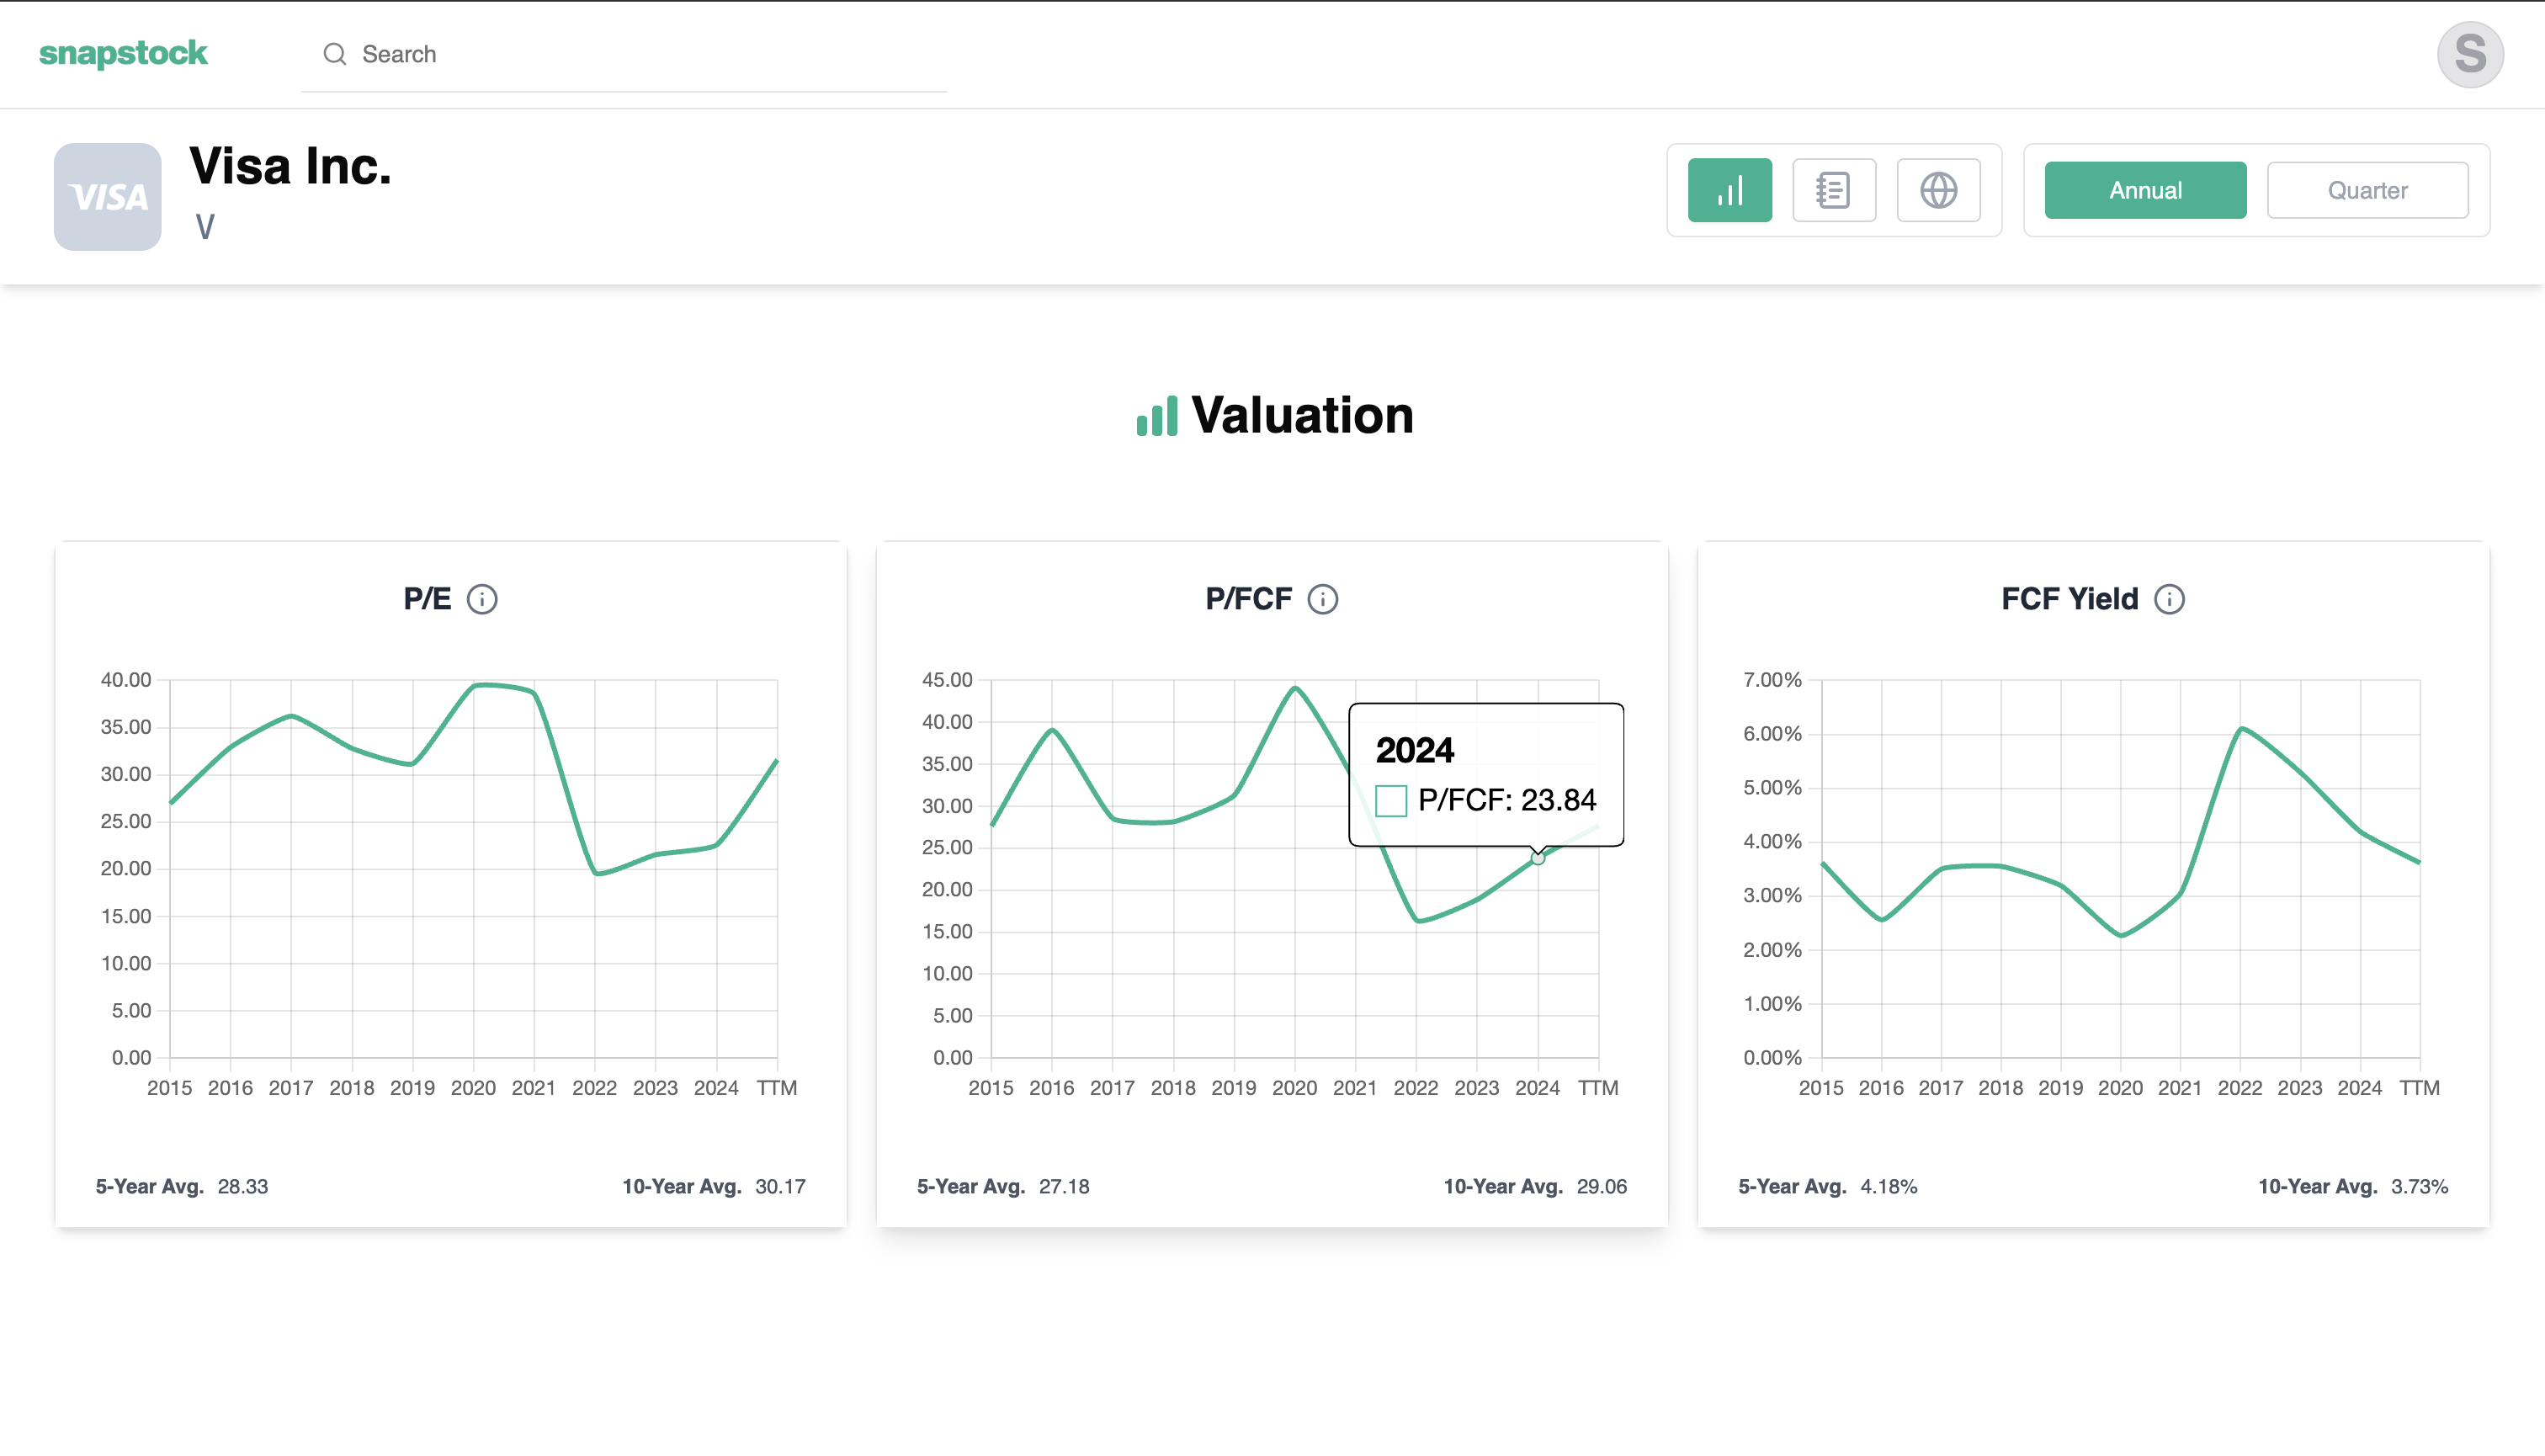 snapstock
Search
S
VISA
Visa Inc.
V
Annual
Quarter
Valuation
P/E
40.00
35.00
30.00
25.00
20.00
15.00
10.00
5.00
0.00
2015 2016 2017 2018 2019 2020 2021 2022 2023 2024 TTM
5-Year Avg. 28.33
10-Year Avg. 30.17
P/FCF
45.00
40.00
35.00
30.00
25.00
20.00
15.00
10.00
5.00
0.00
2024
P/FCF: 23.84
2015 2016 2017 2018 2019 2020 2021 2022 2023 2024 TTM
5-Year Avg. 27.18
10-Year Avg. 29.06
FCF Yield
7.00%
6.00%
5.00%
4.00%
3.00%
2.00%
1.00%
0.00%
2015 2016 2017 2018 2019 2020 2021 2022 2023 2024 TTM
5-Year Avg. 4.18%
10-Year Avg. 3.73%